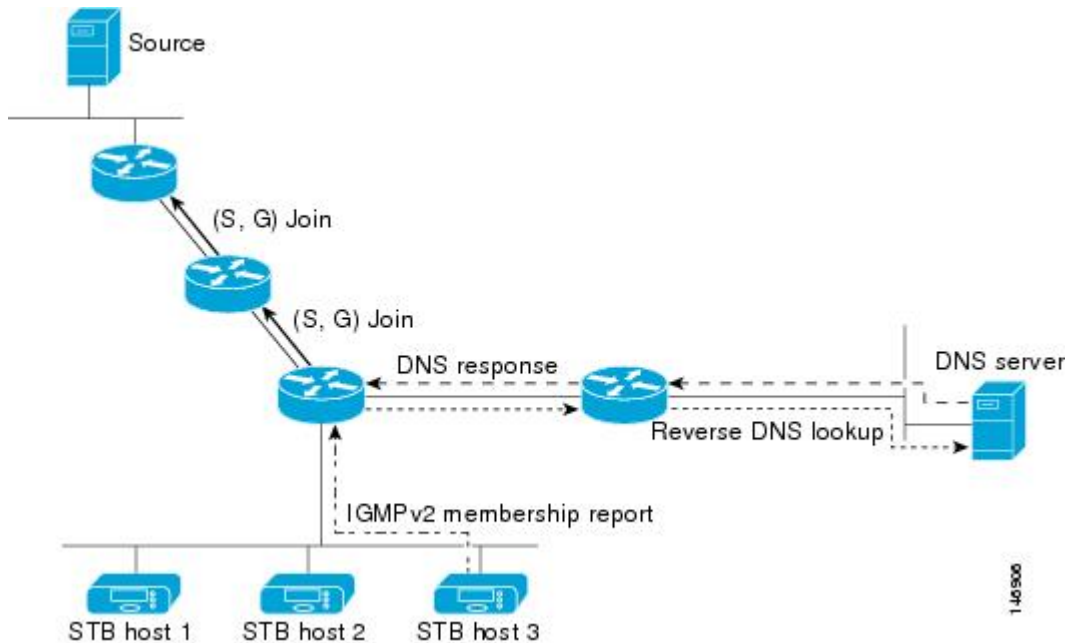 Source
(S, G) Join
(S, G) Join
DNS response
DNS server
Reverse DNS lookup
IGMPv2 membership report
STB host 1
STB host 2
STB host 3
146906